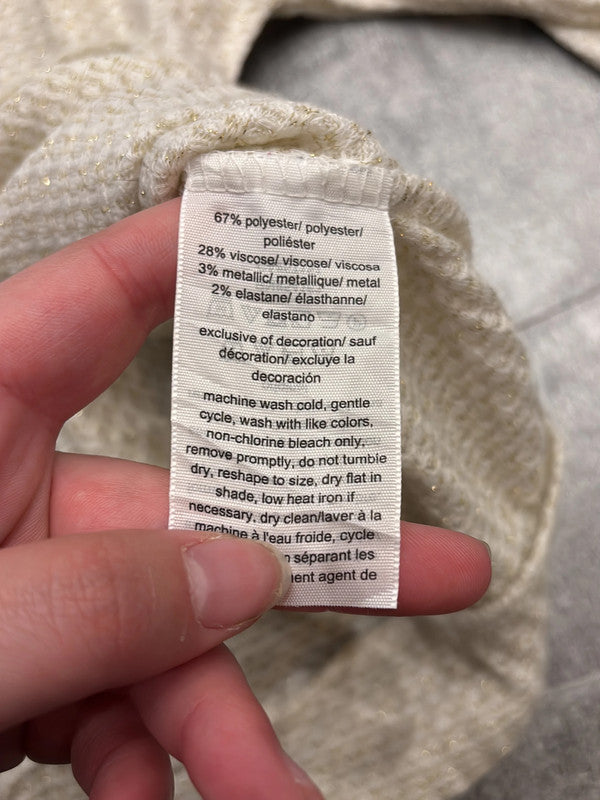 67% polyester/ polyester/
poliéster
28% viscose/ viscose/ viscosa
3% metallic/ metallique/ metal
2% elastane/ élasthanne/
elastano
exclusive of decoration/ sauf
décoration/ excluye la
decoración
machine wash cold, gentle
cycle, wash with like colors,
non-chlorine bleach only,
remove promptly, do not tumble
dry, reshape to size, dry flat in
shade, low heat iron if
necessary, dry clean/laver à la
machine à l'eau froide, cycle
séparant les
agent de